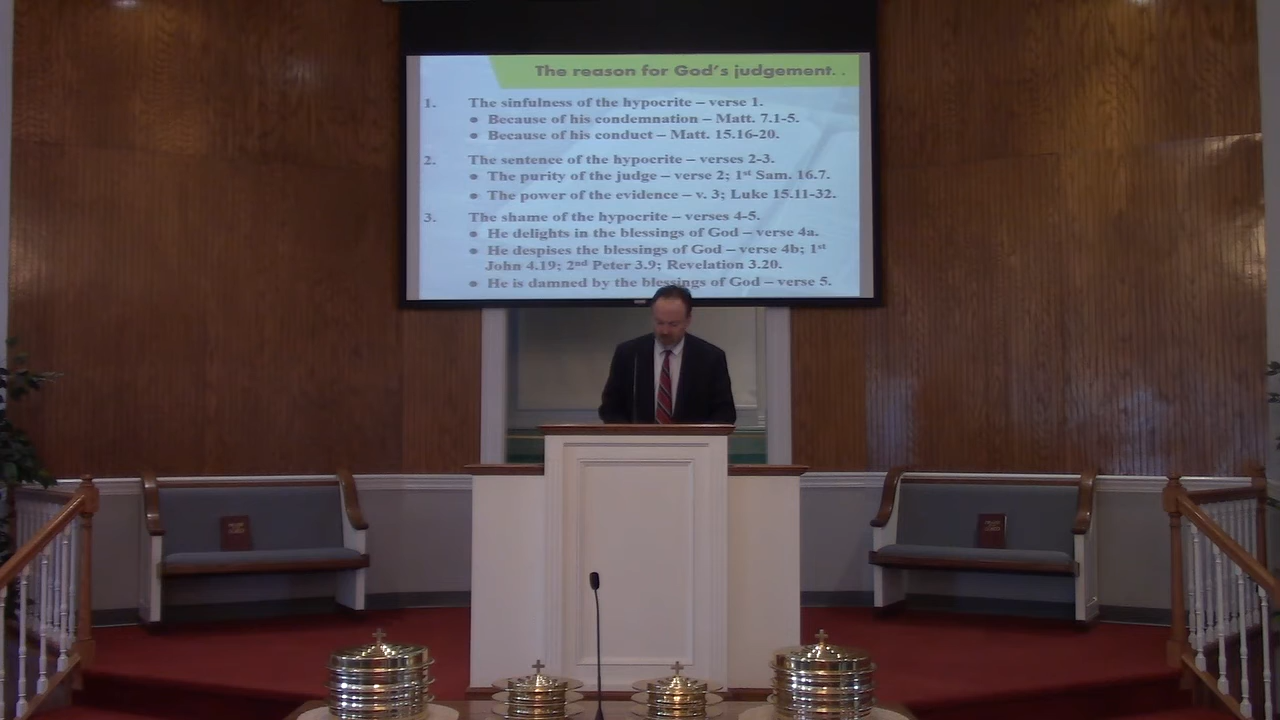 The reason for God's judgement. .
1. The sinfulness of the hypocrite – verse 1.
• Because of his condemnation – Matt. 7.1-5.
• Because of his conduct – Matt. 15.16-20.
2. The sentence of the hypocrite – verses 2-3.
• The purity of the judge – verse 2; 1st Sam. 16.7.
• The power of the evidence – v. 3; Luke 15.11-32.
3. The shame of the hypocrite – verses 4-5.
• He delights in the blessings of God – verse 4a.
• He despises the blessings of God – verse 4b; 1st
John 4.19; 2nd Peter 3.9; Revelation 3.20.
• He is damned by the blessings of God – verse 5.